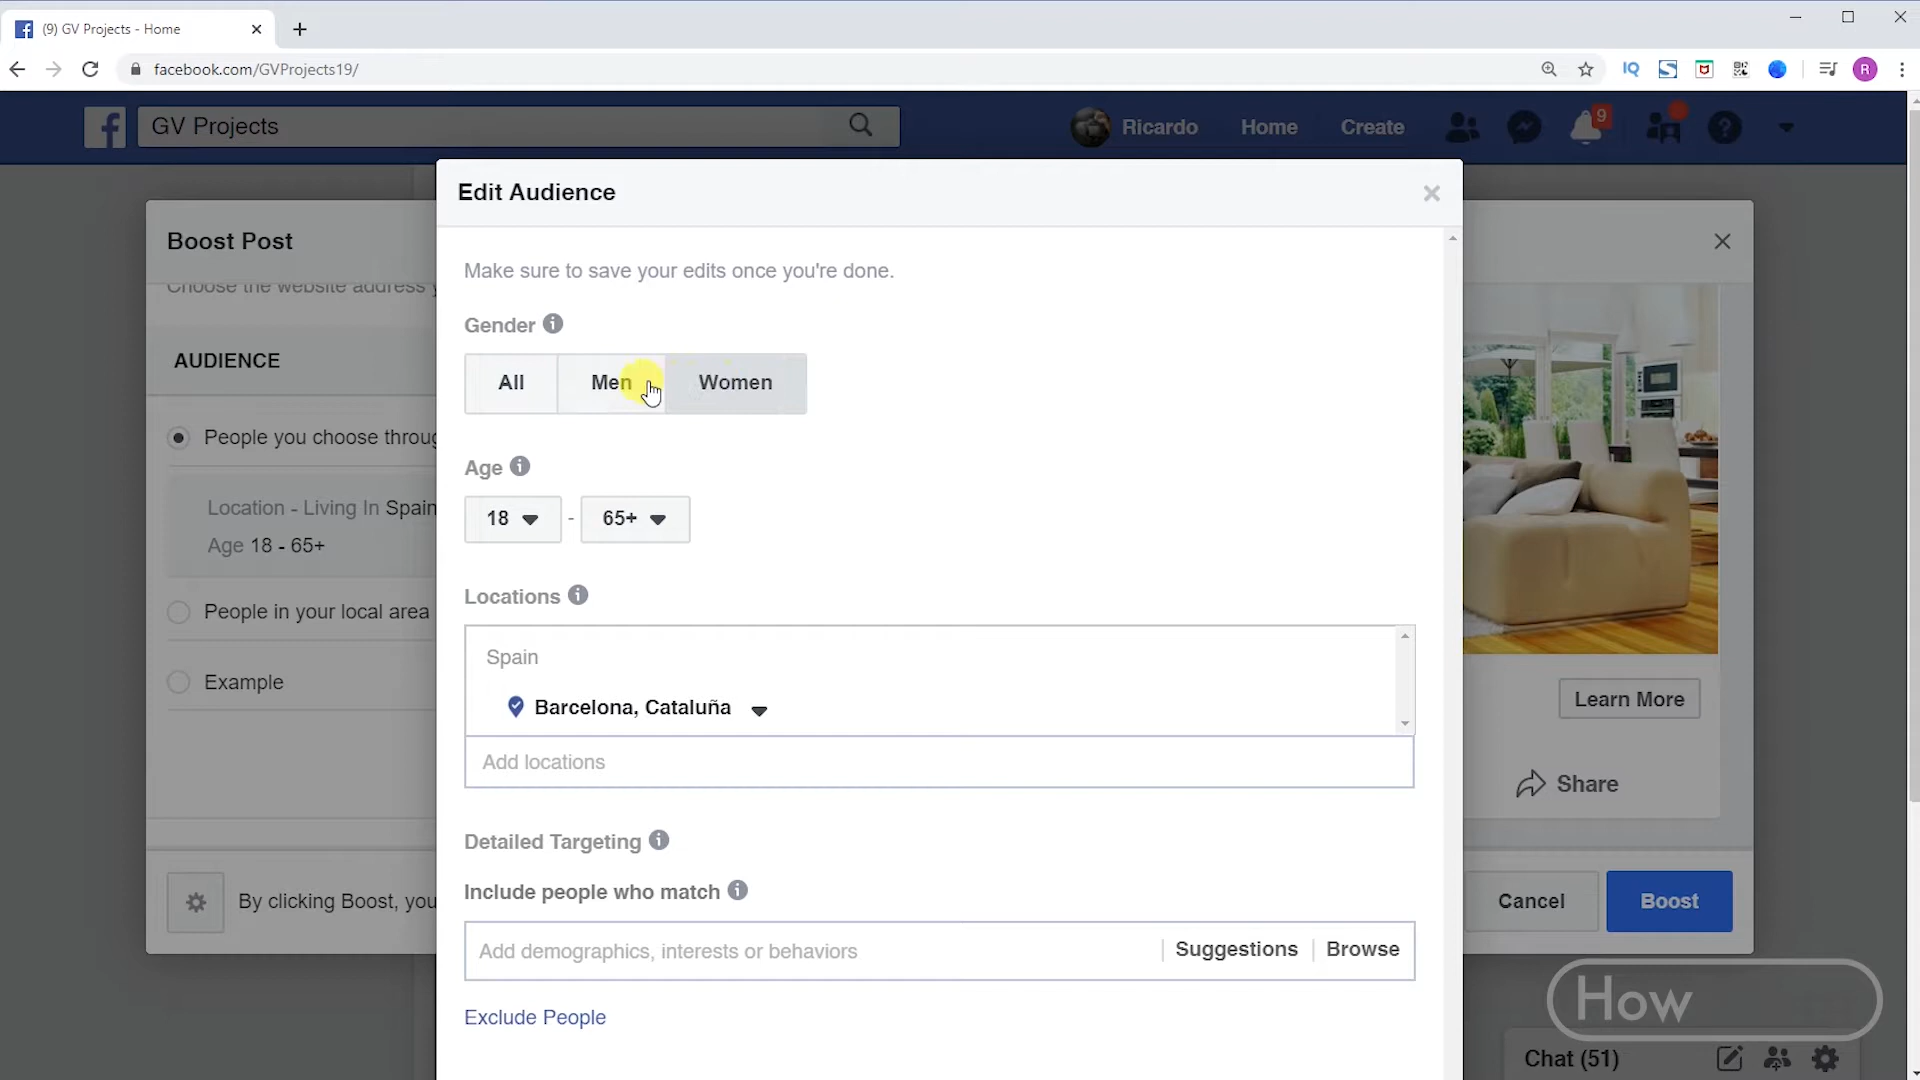 (9) GV Projects - Home
facebook.com/GVProjects19/
IQ
R
GV Projects
Ricardo
Home
Create
9
Edit Audience
Boost Post
Make sure to save your edits once you're done.
Choose the website address
Gender
AUDIENCE
All
Men
Women
People you choose throug
Age
18
-
65+
Location - Living In Spain
Age 18 - 65+
Locations
People in your local area
Spain
Example
Barcelona, Cataluña
Learn More
Add locations
Share
Detailed Targeting
Include people who match
By clicking Boost, you
Cancel
Boost
Add demographics, interests or behaviors
Suggestions
Browse
Exclude People
How
Chat (51)